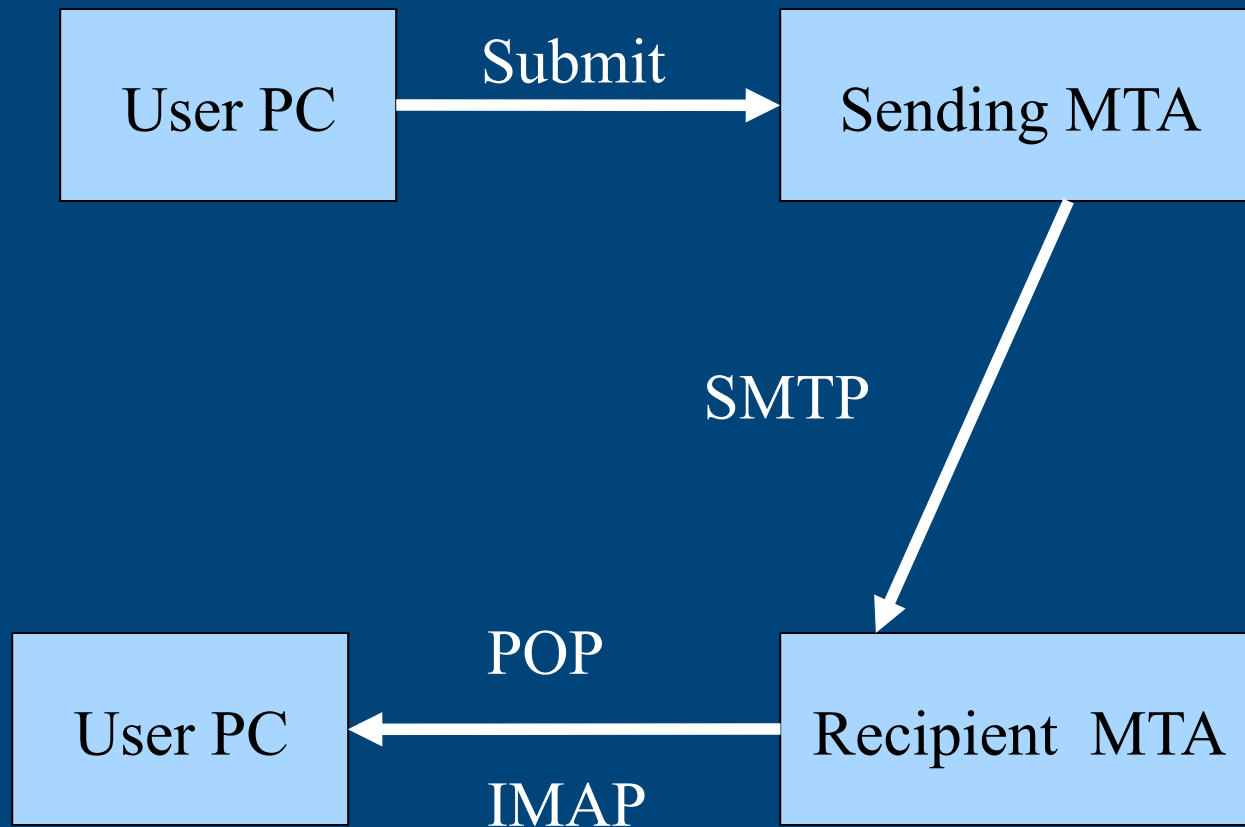 User PC
Submit
Sending MTA
SMTP
POP
User PC
Recipient MTA
IMAP